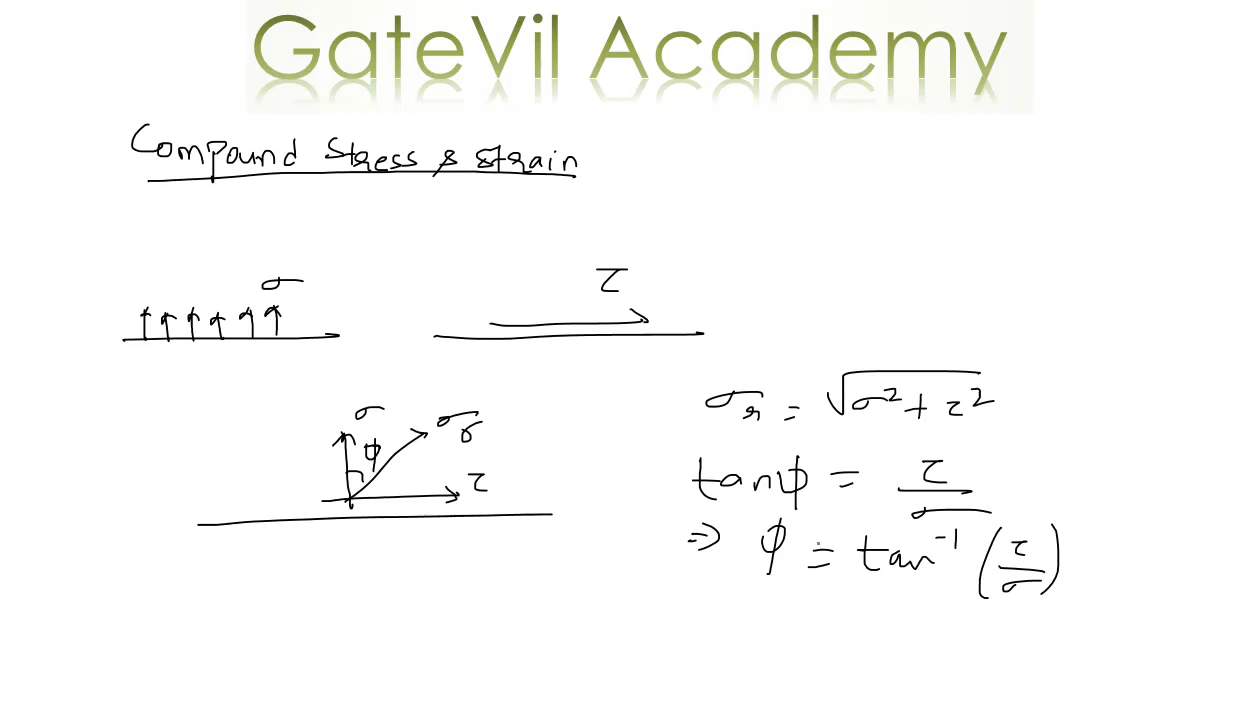 GateVil Academy
Compound Stress & Strain
σ
τ
σ
σr
φ
τ
σr = √σ² + τ²
tanφ = τ/σ
⇒ φ = tan⁻¹ (τ/σ)